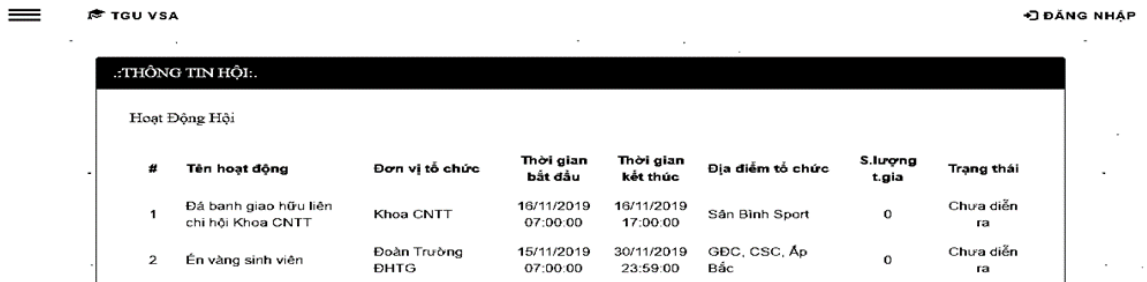 TGU VSA
ĐĂNG NHẬP
.:THÔNG TIN HỘI:.
Hoạt Động Hội
# Tên hoạt động Đơn vị tổ chức Thời gian bắt đầu Thời gian kết thúc Địa điểm tổ chức S.lượng t.gia Trạng thái
1 Đá banh giao hữu liên chi hội Khoa CNTT Khoa CNTT 16/11/2019 07:00:00 16/11/2019 17:00:00 Sân Bình Sport 0 Chưa diễn ra
2 Én vàng sinh viên Đoàn Trường ĐHTG 15/11/2019 07:00:00 30/11/2019 23:59:00 GĐC, CSC, Ấp Bắc 0 Chưa diễn ra